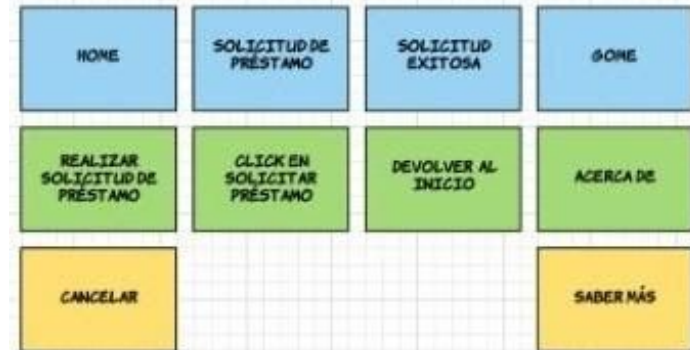 HOME
SOLICITUD DE
PRÉSTAMO
SOLICITUD
EXITOSA
GOME
REALIZAR
SOLICITUD DE
PRÉSTAMO
CLICK EN
SOLICITAR
PRÉSTAMO
DEVOLVER AL
INICIO
ACERCA DE
CANCELAR
SABER MÁS